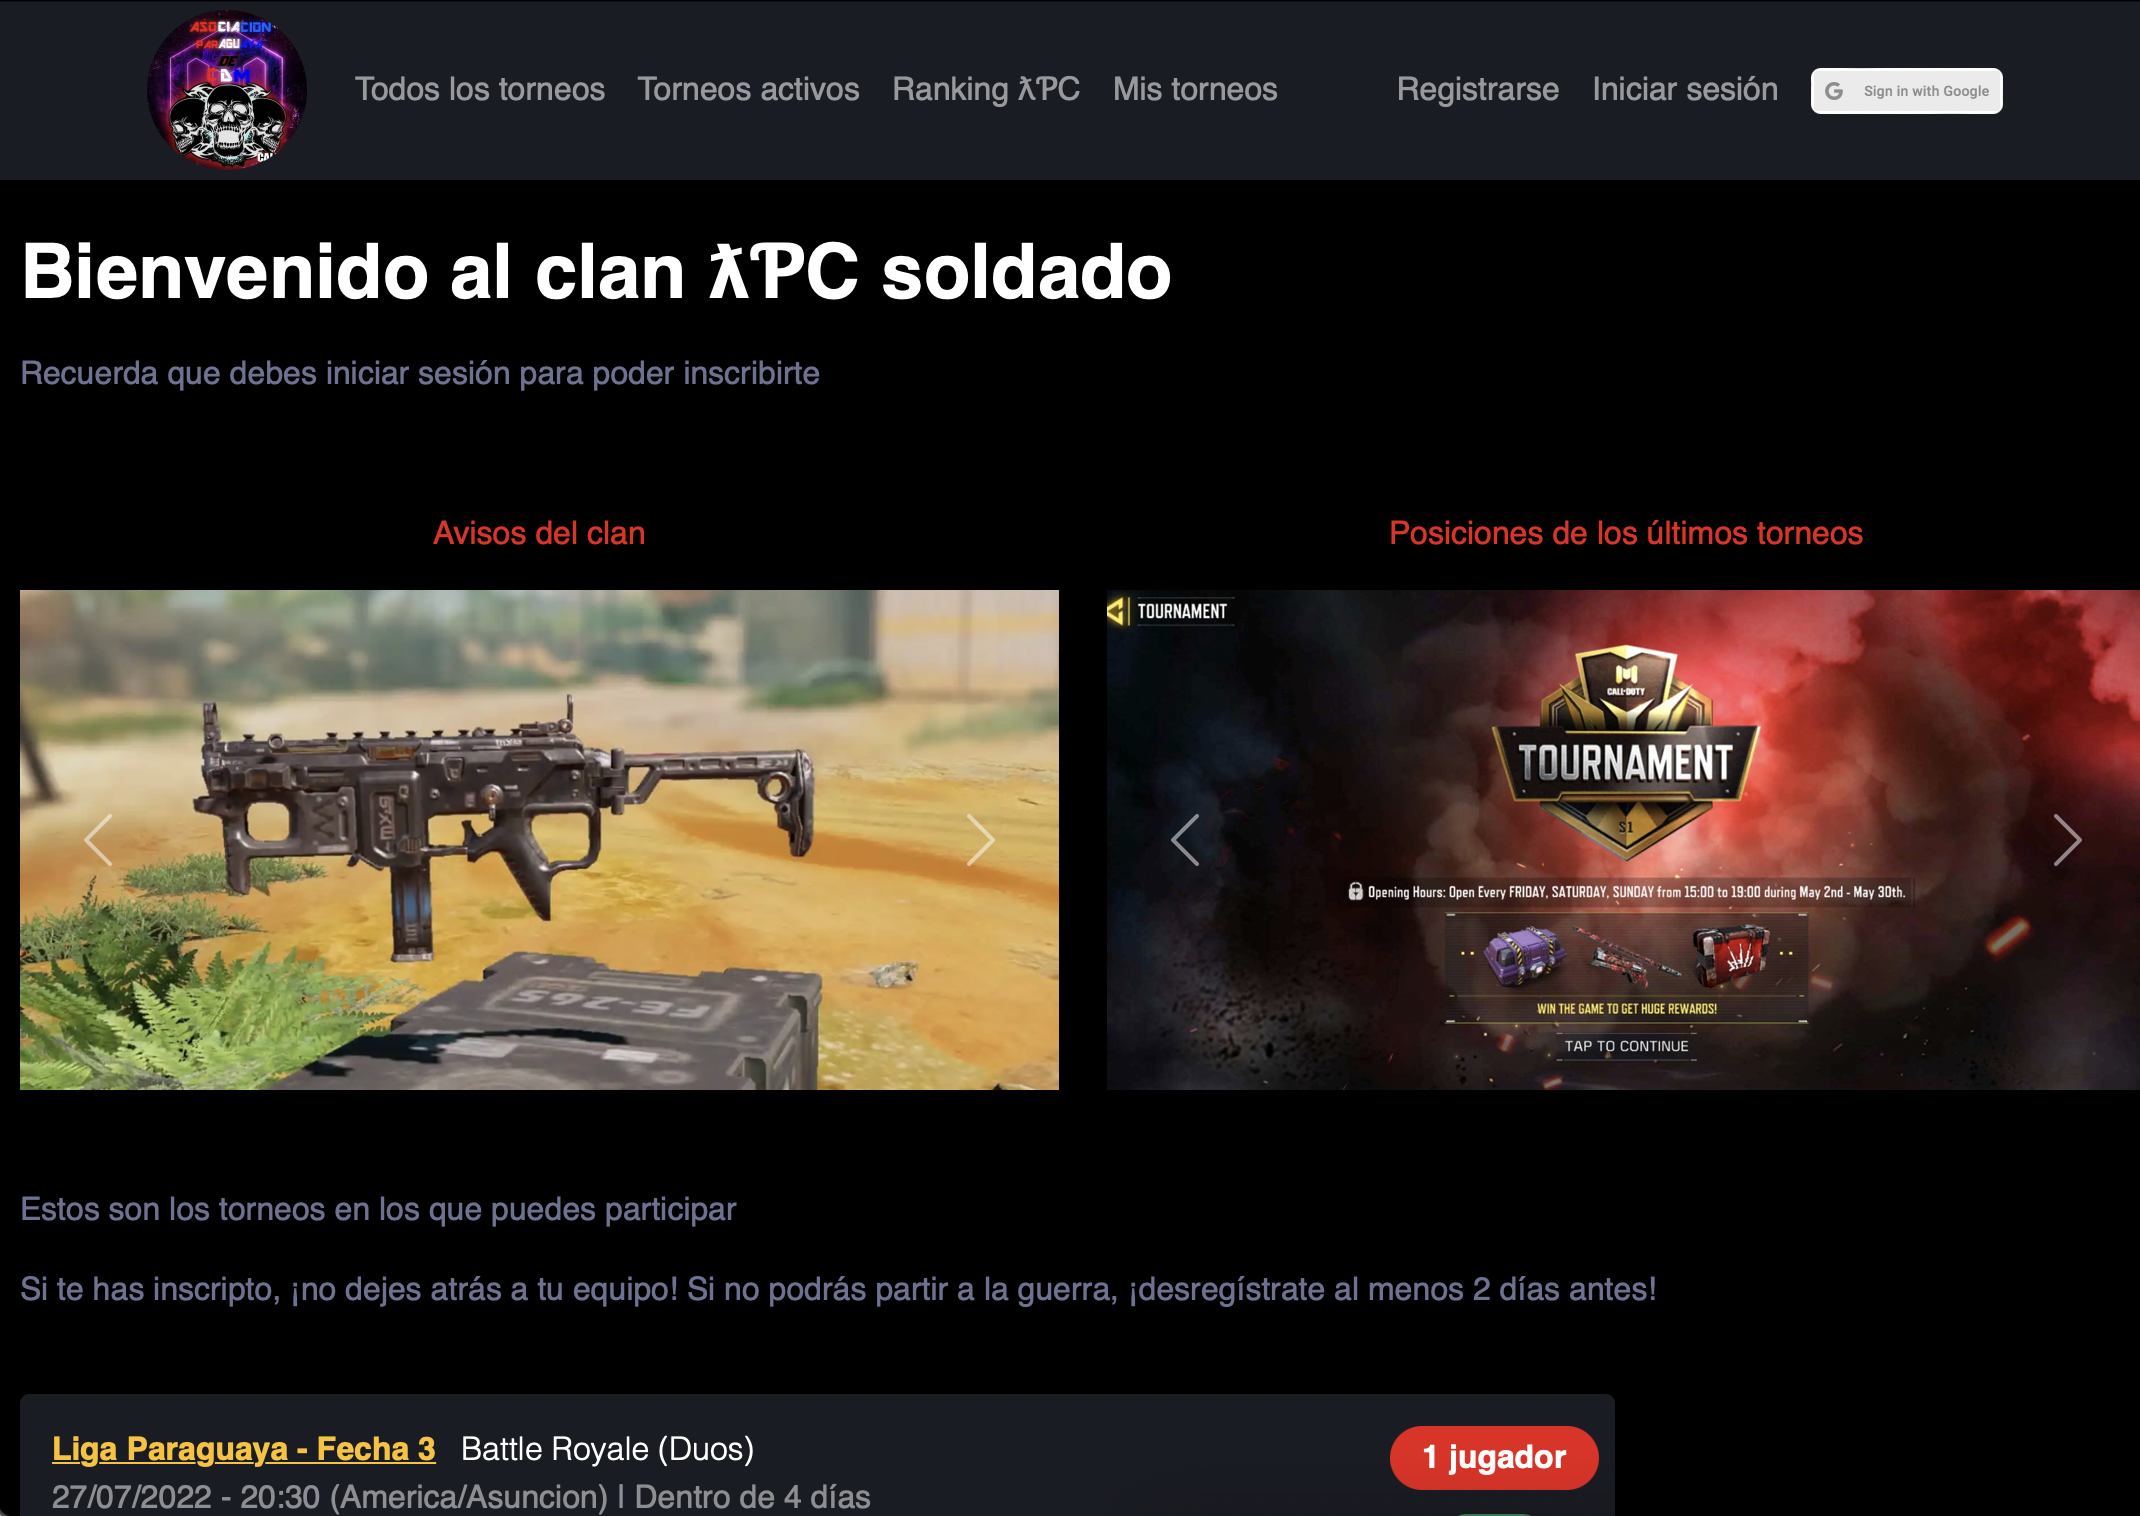 ASOCIACION
PARAGUAYA
DE
CDM
Todos los torneos
Torneos activos
Ranking ƛƤC
Mis torneos
Registrarse
Iniciar sesión
Sign in with Google
Bienvenido al clan ƛƤC soldado
Recuerda que debes iniciar sesión para poder inscribirte
Avisos del clan
Posiciones de los últimos torneos
FE-265
TOURNAMENT
CALL OF DUTY
TOURNAMENT
S1
Opening Hours: Open Every FRIDAY, SATURDAY, SUNDAY from 15:00 to 19:00 during May 2nd - May 30th.
WIN THE GAME TO GET HUGE REWARDS!
TAP TO CONTINUE
Estos son los torneos en los que puedes participar
Si te has inscripto, ¡no dejes atrás a tu equipo! Si no podrás partir a la guerra, ¡desregístrate al menos 2 días antes!
Liga Paraguaya - Fecha 3 Battle Royale (Duos)
1 jugador
27/07/2022 - 20:30 (America/Asuncion) | Dentro de 4 días